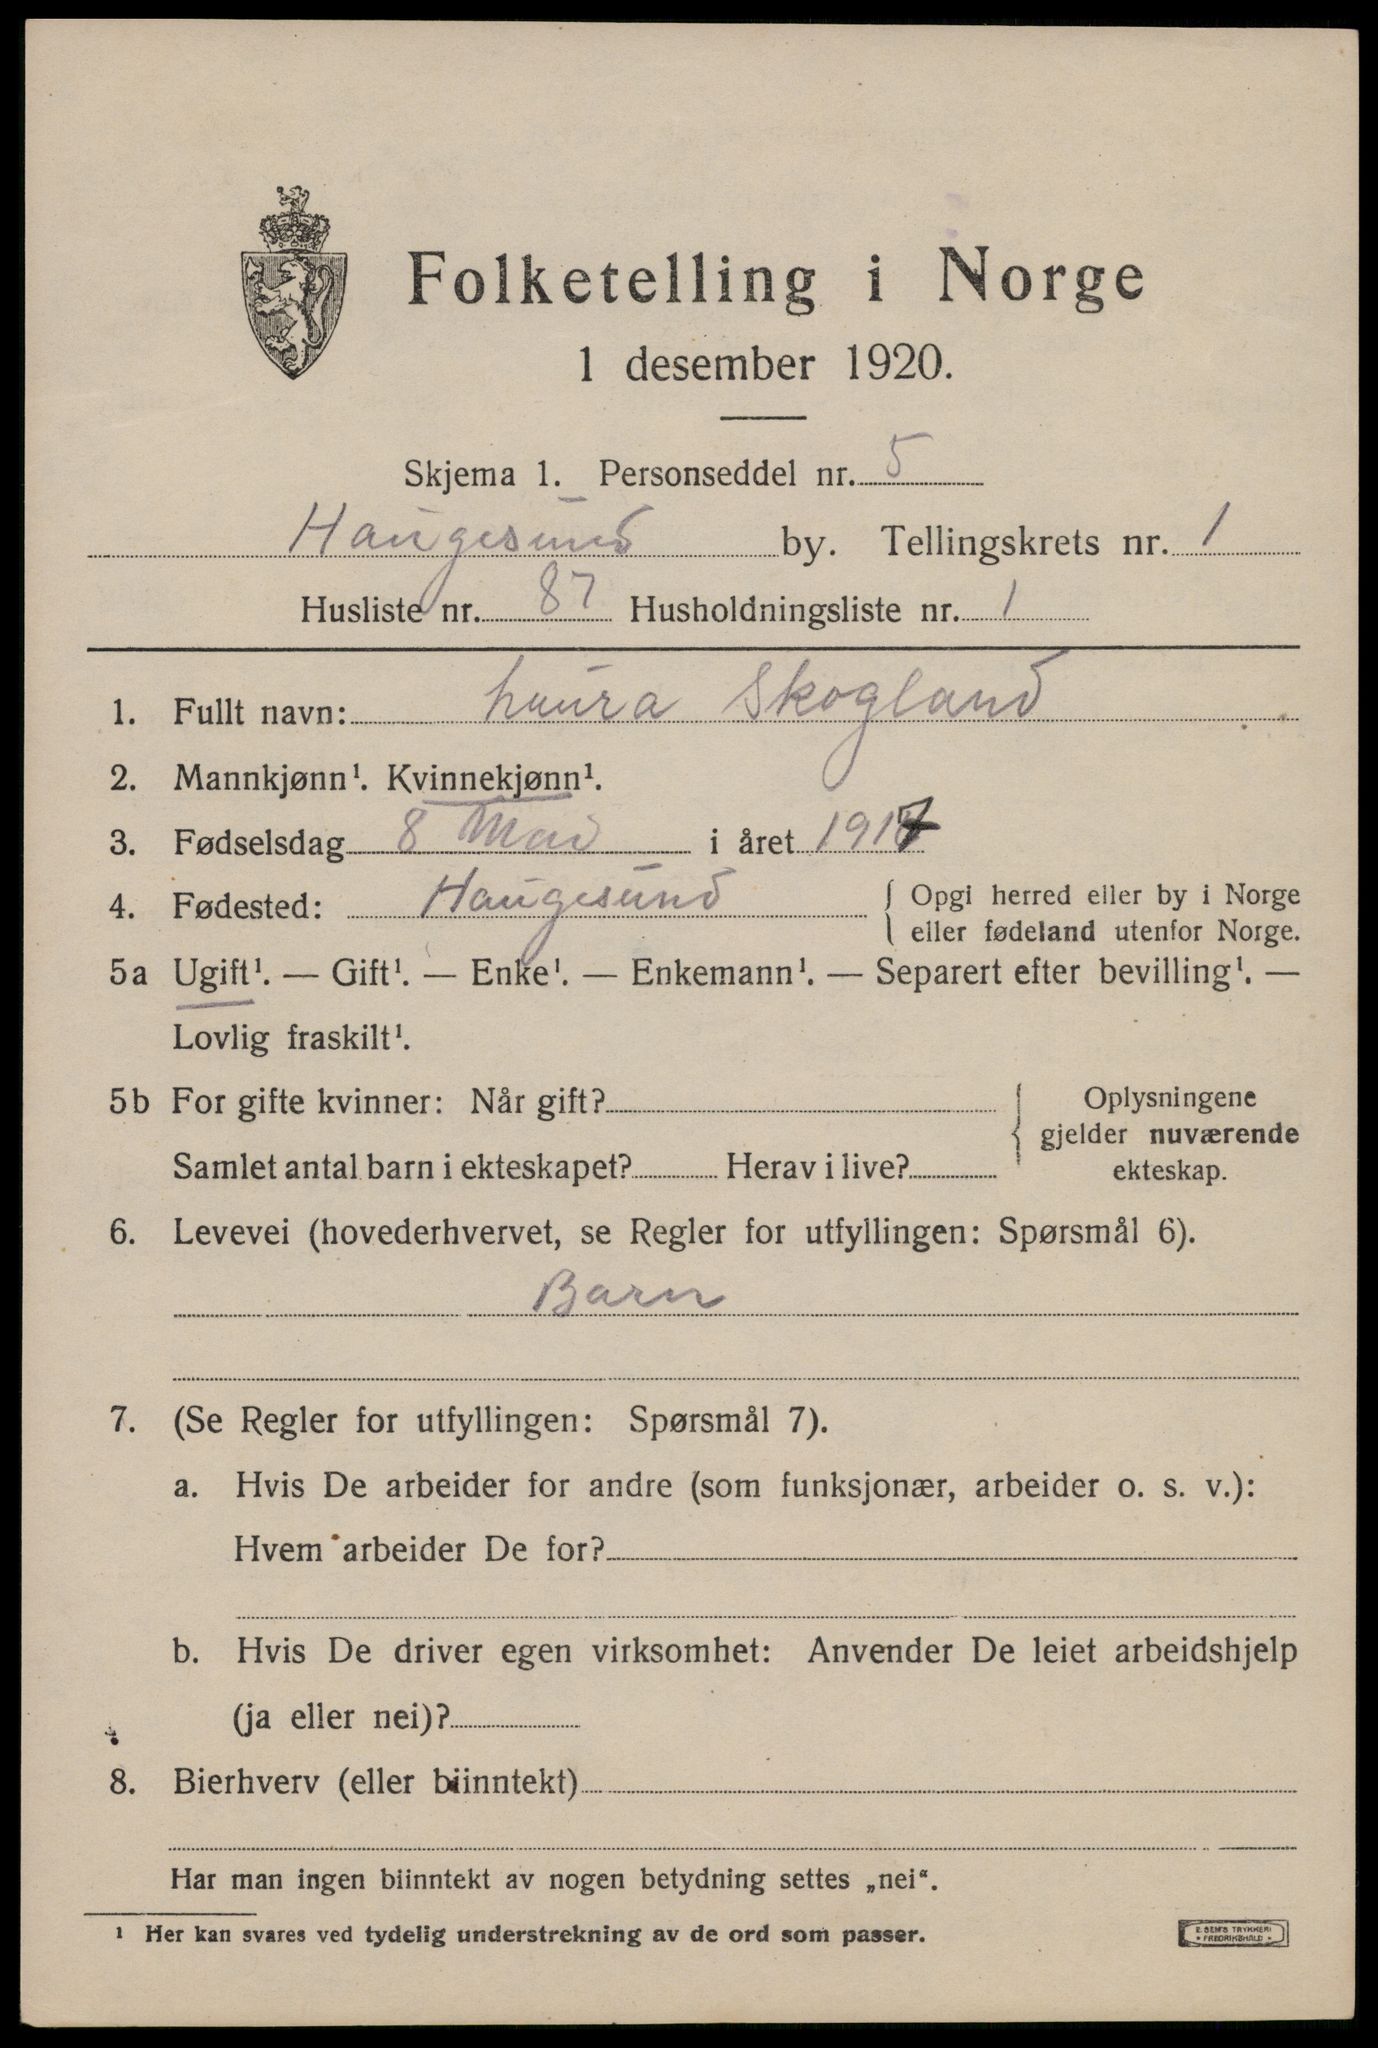 Folketelling i Norge
1 desember 1920.
Skjema 1. Personseddel nr. 5
Haugesund by. Tellingskrets nr. 1
Husliste nr. 87 Husholdningsliste nr. 1
1. Fullt navn: Laura Skogland
2. Mannkjønn¹. Kvinnekjønn¹.
3. Fødselsdag 8 Mai i året 1917
4. Fødested: Haugesund { Opgi herred eller by i Norge
eller fødeland utenfor Norge.
5a Ugift¹. — Gift¹. — Enke¹. — Enkemann¹. — Separert efter bevilling¹. —
Lovlig fraskilt¹.
5b For gifte kvinner: Når gift?
Samlet antal barn i ekteskapet? Herav i live?
{ Oplysningene
gjelder nuværende
ekteskap.
6. Levevei (hovederhvervet, se Regler for utfyllingen: Spørsmål 6).
Barn
7. (Se Regler for utfyllingen: Spørsmål 7).
a. Hvis De arbeider for andre (som funksjonær, arbeider o. s. v.):
Hvem arbeider De for?
b. Hvis De driver egen virksomhet: Anvender De leiet arbeidshjelp
(ja eller nei)?
8. Bierhverv (eller biinntekt)
Har man ingen biinntekt av nogen betydning settes „nei“.
¹ Her kan svares ved tydelig understrekning av de ord som passer.
E. SEM'S TRYKKERI
FREDRIKSHALD